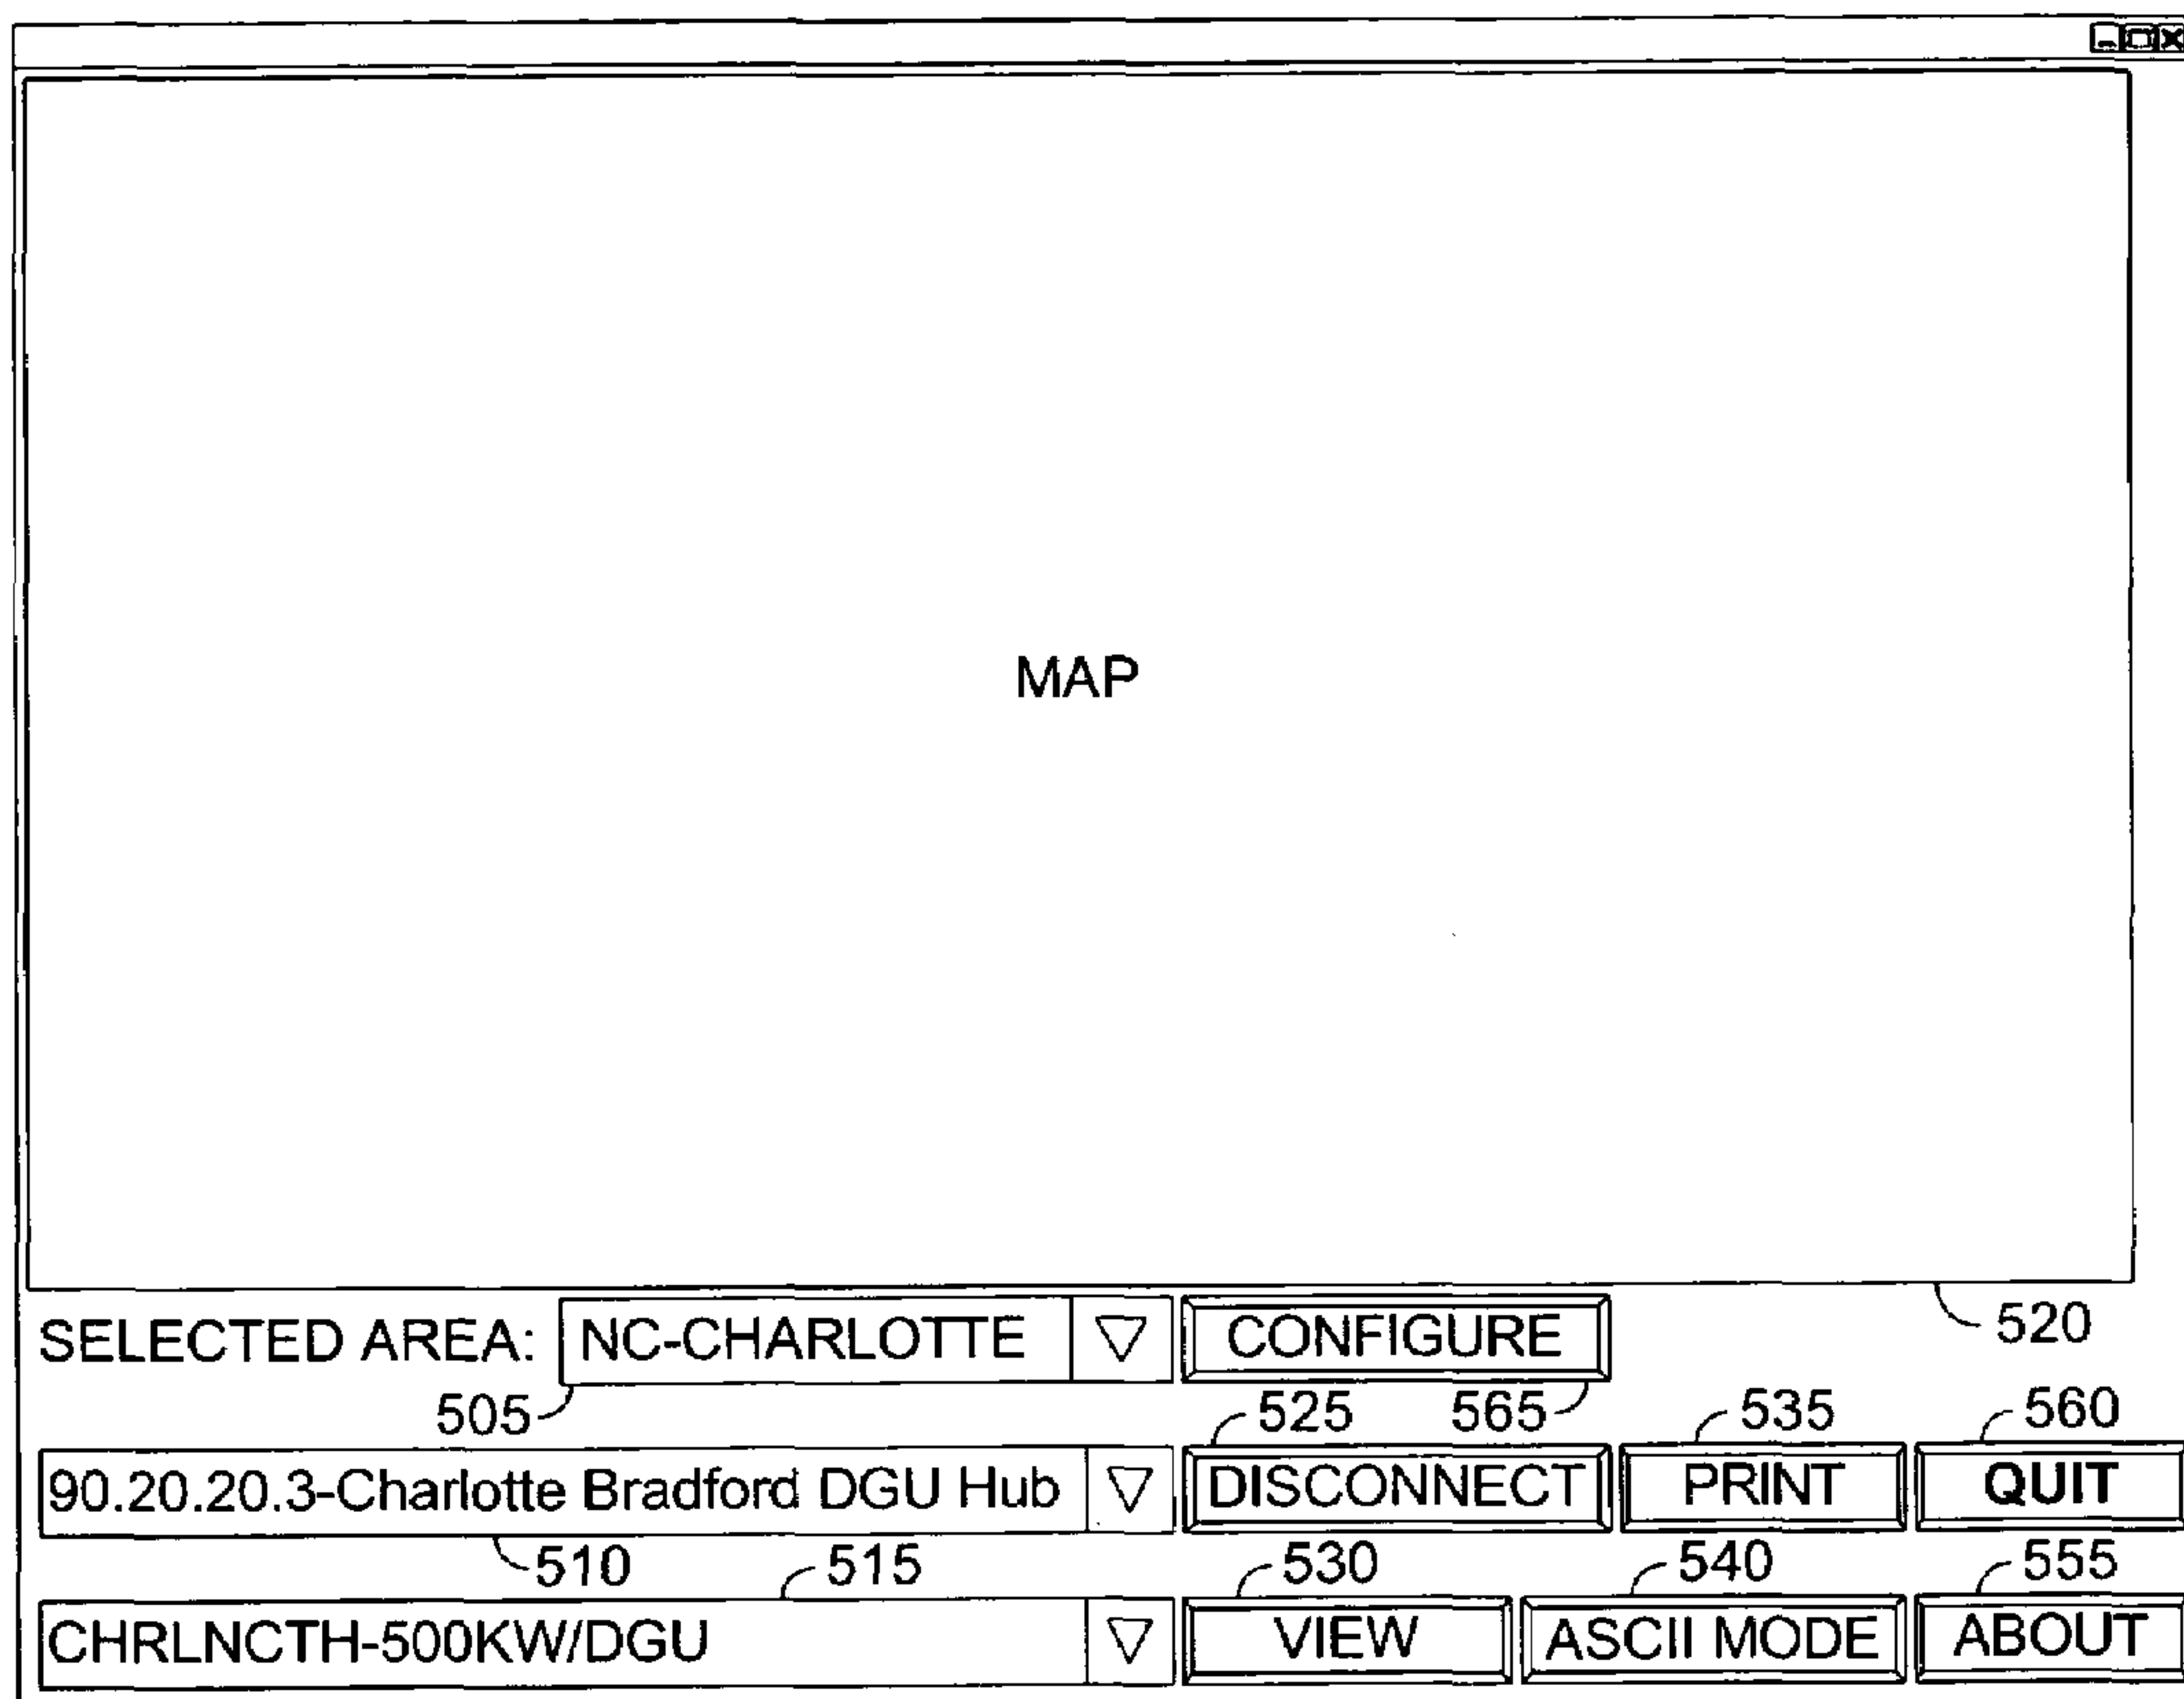 MAP
520
SELECTED AREA: NC-CHARLOTTE CONFIGURE
505 525 565 535 560
90.20.20.3-Charlotte Bradford DGU Hub DISCONNECT PRINT QUIT
510 515 530 540 555
CHRLNCTH-500KW/DGU VIEW ASCII MODE ABOUT